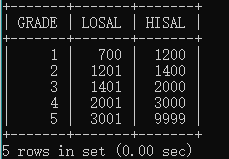 +-------+-------+-------+
| GRADE | LOSAL | HISAL |
+-------+-------+-------+
|     1 |   700 |  1200 |
|     2 |  1201 |  1400 |
|     3 |  1401 |  2000 |
|     4 |  2001 |  3000 |
|     5 |  3001 |  9999 |
+-------+-------+-------+
5 rows in set (0.00 sec)